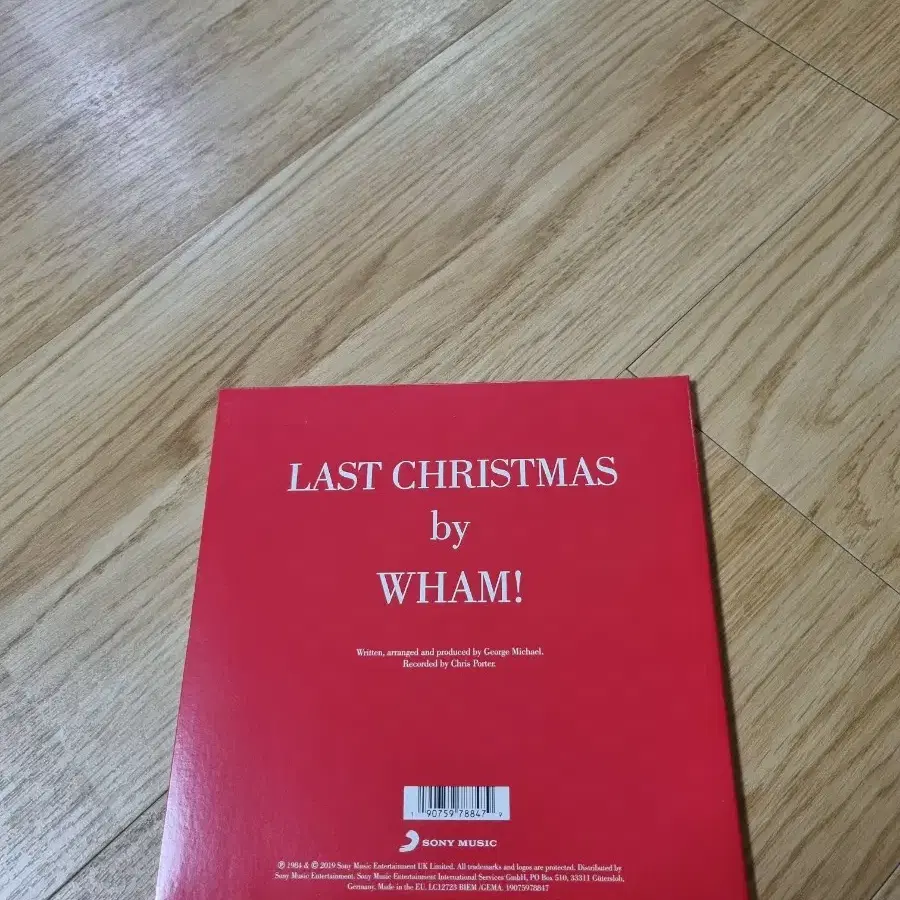 LAST CHRISTMAS
by
WHAM!
Written, arranged and produced by George Michael.
Recorded by Chris Porter.
1 90759 78847 9
SONY MUSIC
℗ 1984 & © 2019 Sony Music Entertainment UK Limited. All trademarks and logos are protected. Distributed by
Sony Music Entertainment. Sony Music Entertainment International Services GmbH, PO Box 510, 33311 Gütersloh,
Germany. Made in the EU. LC12723 BIEM /GEMA. 19075978847